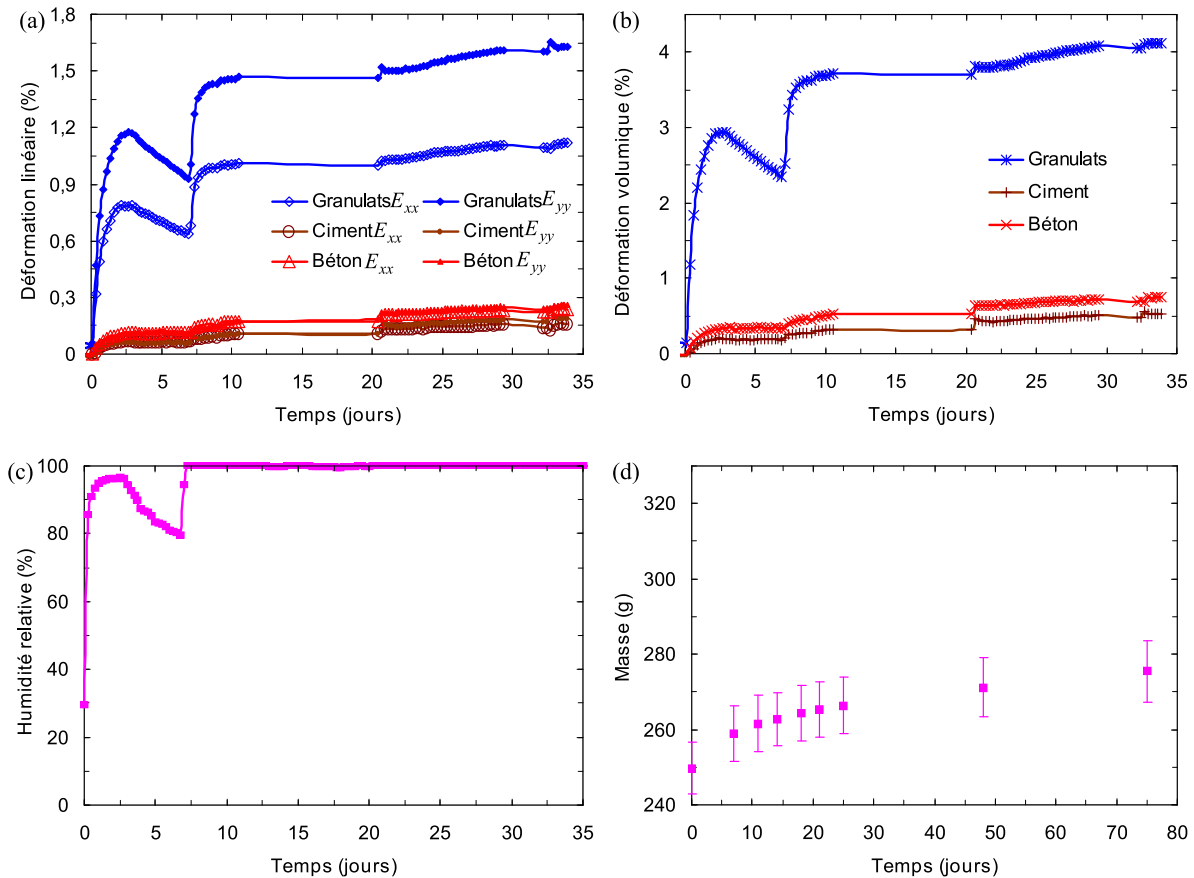 (a)
Déformation linéaire (%)
1.8
1.5
1.2
0,9
0,6
0,3
0
0 5 10 15 20 25 30 35
Temps (jours)
Granulats Exx
Granulats Eyy
Ciment Exx
Ciment Eyy
Béton Exx
Béton Eyy
(b)
Déformation volumique (%)
4
3
2
1
0
0 5 10 15 20 25 30 35
Temps (jours)
Granulats
Ciment
Béton
(c)
Humidité relative (%)
100
80
60
40
20
0
0 5 10 15 20 25 30 35
Temps (jours)
(d)
Masse (g)
330
320
300
280
260
240
0 10 20 30 40 50 60 70 80
Temps (jours)